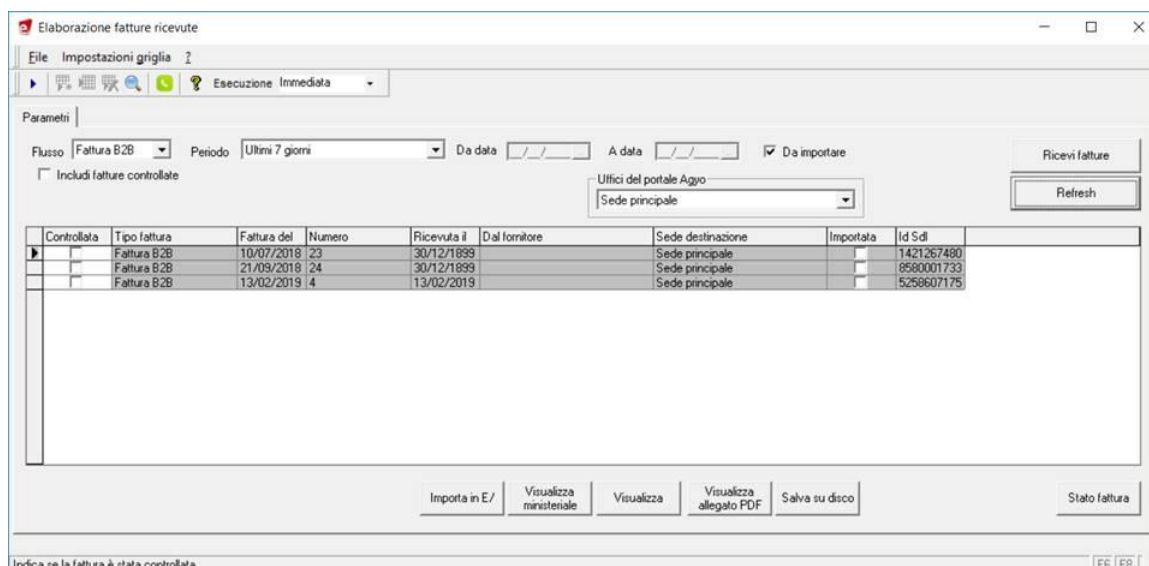 Elaborazione fatture ricevute
File Impostazioni griglia ?
Esecuzione Immediata
Parametri
Flusso Fattura B2B Periodo Ultimi 7 giorni Da data _/_/___ A data _/_/___ Da importare Ricevi fatture
Includi fatture controllate
Uffici del portale Agyo
Sede principale
Refresh
Controllata Tipo fattura Fattura del Numero Ricevuta il Dal fornitore Sede destinazione Importata Id SdI
Fattura B2B 10/07/2018 23 30/12/1899 Sede principale 1421267480
Fattura B2B 21/09/2018 24 30/12/1899 Sede principale 8580001733
Fattura B2B 13/02/2019 4 13/02/2019 Sede principale 5258607175
Importa in E/ Visualizza ministeriale Visualizza Visualizza allegato PDF Salva su disco Stato fattura
Indica se la fattura è stata controllata F6 F8